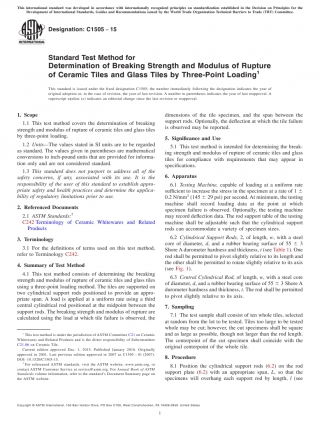 This international standard was developed in accordance with internationally recognized principles on standardization established in the Decision on Principles for the
Development of International Standards, Guides and Recommendations issued by the World Trade Organization Technical Barriers to Trade (TBT) Committee.
Designation: C1505 − 15
INTERNATIONAL
Standard Test Method for
Determination of Breaking Strength and Modulus of Rupture
of Ceramic Tiles and Glass Tiles by Three-Point Loading1
This standard is issued under the fixed designation C1505; the number immediately following the designation indicates the year of
original adoption or, in the case of revision, the year of last revision. A number in parentheses indicates the year of last reapproval. A
superscript epsilon (ε) indicates an editorial change since the last revision or reapproval.
1. Scope
1.1 This test method covers the determination of breaking
strength and modulus of rupture of ceramic tiles and glass tiles
by three-point loading.
1.2 Units—The values stated in SI units are to be regarded
as standard. The values given in parentheses are mathematical
conversions to inch-pound units that are provided for informa-
tion only and are not considered standard.
1.3 This standard does not purport to address all of the
safety concerns, if any, associated with its use. It is the
responsibility of the user of this standard to establish appro-
priate safety and health practices and determine the applica-
bility of regulatory limitations prior to use.
2. Referenced Documents
2.1 ASTM Standards:2
C242 Terminology of Ceramic Whitewares and Related
Products
3. Terminology
3.1 For the definitions of terms used on this test method,
refer to Terminology C242.
4. Summary of Test Method
4.1 This test method consists of determining the breaking
strength and modulus of rupture of ceramic tiles and glass tiles
using a three-point loading method. The tiles are supported on
two cylindrical support rods positioned to provide an appro-
priate span. A load is applied at a uniform rate using a third
central cylindrical rod positioned at the midpoint between the
support rods. The breaking strength and modulus of rupture are
calculated using the load at which tile failure is observed, the
1 This test method is under the jurisdiction of ASTM Committee C21 on Ceramic
Whitewares and Related Products and is the direct responsibility of Subcommittee
C21.06 on Ceramic Tile.
Current edition approved Dec. 1, 2015. Published January 2016. Originally
approved in 2001. Last previous edition approved in 2007 as C1505 – 01 (2007).
DOI: 10.1520/C1505-15.
2 For referenced ASTM standards, visit the ASTM website, www.astm.org, or
contact ASTM Customer Service at service@astm.org. For Annual Book of ASTM
Standards volume information, refer to the standard's Document Summary page on
the ASTM website.
dimensions of the tile specimen, and the span between the
support rods. Optionally, the deflection at which the tile failure
is observed may be reported.
5. Significance and Use
5.1 This test method is intended for determining the break-
ing strength and modulus of rupture of ceramic tiles and glass
tiles for compliance with requirements that may appear in
specifications.
6. Apparatus
6.1 Testing Machine, capable of loading at a uniform rate
sufficient to increase the stress in the specimen at a rate of 1 ±
0.2 N/mm2 (145 ± 29 psi) per second. At minimum, the testing
machine shall record loading data at the point at which
specimen failure is observed. Optionally, the testing machine
may record deflection data. The rod support table of the testing
machine shall be adjustable such that the cylindrical support
rods can accommodate a variety of specimen sizes.
6.2 Cylindrical Support Rods, 2, of length, w, with a steel
core of diameter, d, and a rubber surface of 55 ± 5
Shore A durometer hardness and thickness, t (see Table 1). One
rod shall be permitted to pivot slightly relative to its length and
the other shall be permitted to rotate slightly relative to its axis
(see Fig. 1).
6.3 Central Cylindrical Rod, of length, w, with a steel core
of diameter, d, and a rubber surface of 55 ± 5 Shore A
durometer hardness and thickness, t. The rod shall be permitted
to pivot slightly relative to its axis.
7. Sampling
7.1 The test sample shall consist of ten whole tiles, selected
at random from the lot to be tested. Tiles too large to be tested
whole may be cut; however, the cut specimens shall be square
and as large as possible, though not larger than the rod length.
The centerpoint of the cut specimen shall coincide with the
original centerpoint of the whole tile.
8. Procedure
8.1 Position the cylindrical support rods (6.2) on the rod
support plate (6.2) with an appropriate span, L, so that the
specimens will overhang each support rod by length, l (see
Copyright © ASTM International, 100 Barr Harbor Drive, PO Box C700, West Conshohocken, PA 19428-2959. United States
1